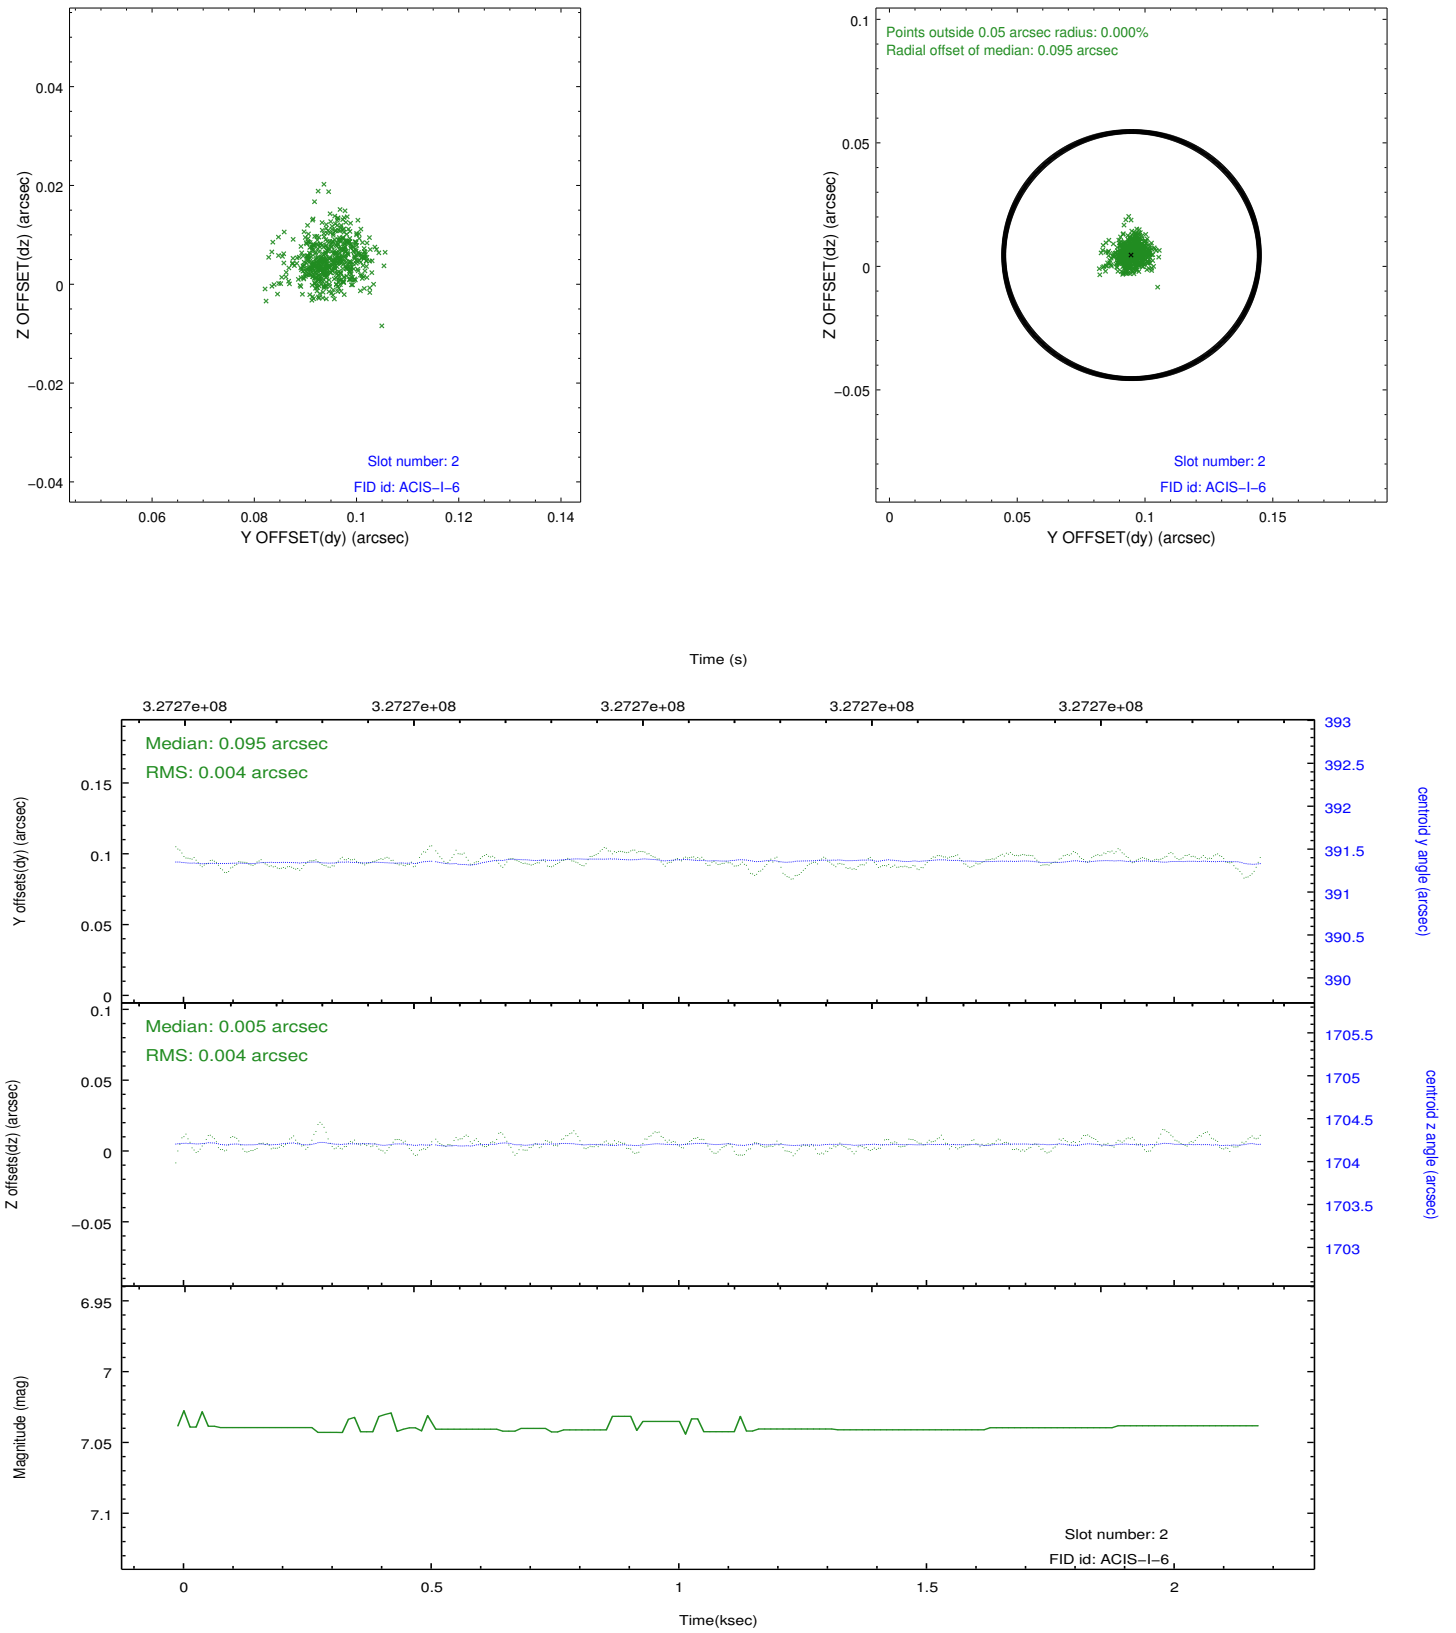 0.04
0.02
0
−0.02
−0.04
Z OFFSET(dz) (arcsec)
Slot number: 2
FID id: ACIS−I−6
0.06
0.08
0.1
0.12
0.14
Y OFFSET(dy) (arcsec)
0.1
0.05
0
−0.05
Z OFFSET(dz) (arcsec)
Points outside 0.05 arcsec radius: 0.000%
Radial offset of median: 0.095 arcsec
Slot number: 2
FID id: ACIS−I−6
0
0.05
0.1
0.15
Y OFFSET(dy) (arcsec)
Time (s)
3.2727e+08
3.2727e+08
3.2727e+08
3.2727e+08
3.2727e+08
Median: 0.095 arcsec
RMS: 0.004 arcsec
0.15
0.1
0.05
0
Y offsets(dy) (arcsec)
393
392.5
392
391.5
391
390.5
390
centroid y angle (arcsec)
Median: 0.005 arcsec
RMS: 0.004 arcsec
0.1
0.05
0
−0.05
Z offsets(dz) (arcsec)
1705.5
1705
1704.5
1704
1703.5
1703
centroid z angle (arcsec)
6.95
7
7.05
7.1
Magnitude (mag)
Slot number: 2
FID id: ACIS−I−6
0
0.5
1
1.5
2
Time(ksec)